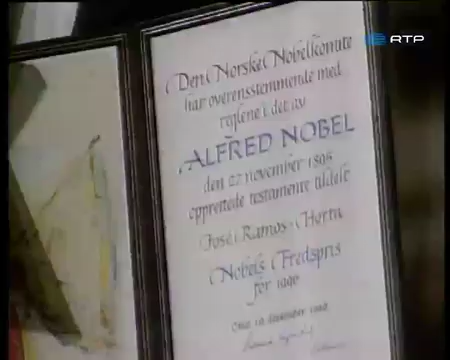 RTP
Den Norske Nobelkomite
har overensstemmende med
reglene i det av
ALFRED NOBEL
den 27 november 1895
opprettede testamente tildelt
José Ramos-Horta
Nobels Fredspris
for 1996
Oslo, 10 desember 1996